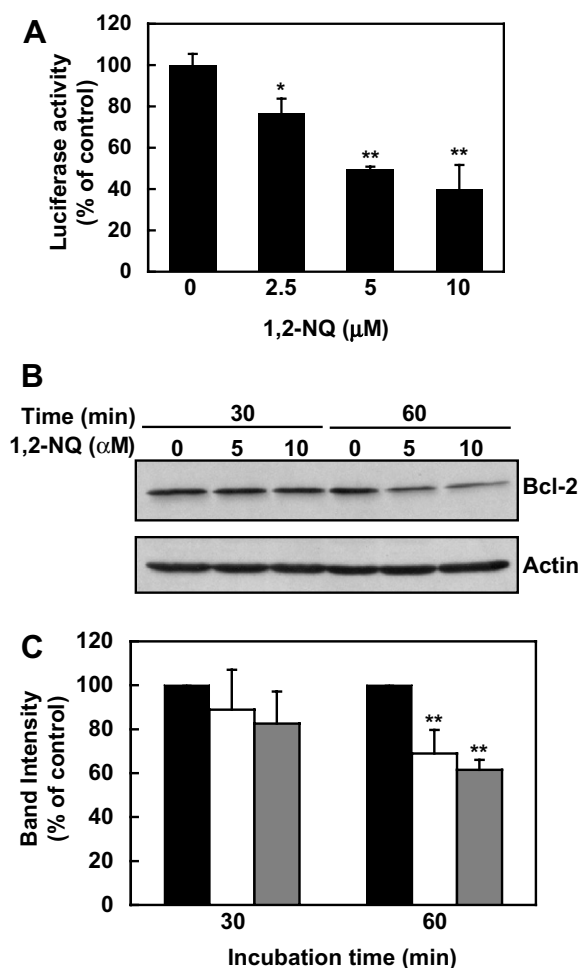 A
120
100
80
60
40
20
0
Luciferase activity
(% of control)
*
**
**
0 2.5 5 10
1,2-NQ (μM)
B
Time (min) 30 60
1,2-NQ (αM) 0 5 10 0 5 10
Bcl-2
Actin
C
120
100
80
60
40
20
0
Band Intensity
(% of control)
**
**
30 60
Incubation time (min)